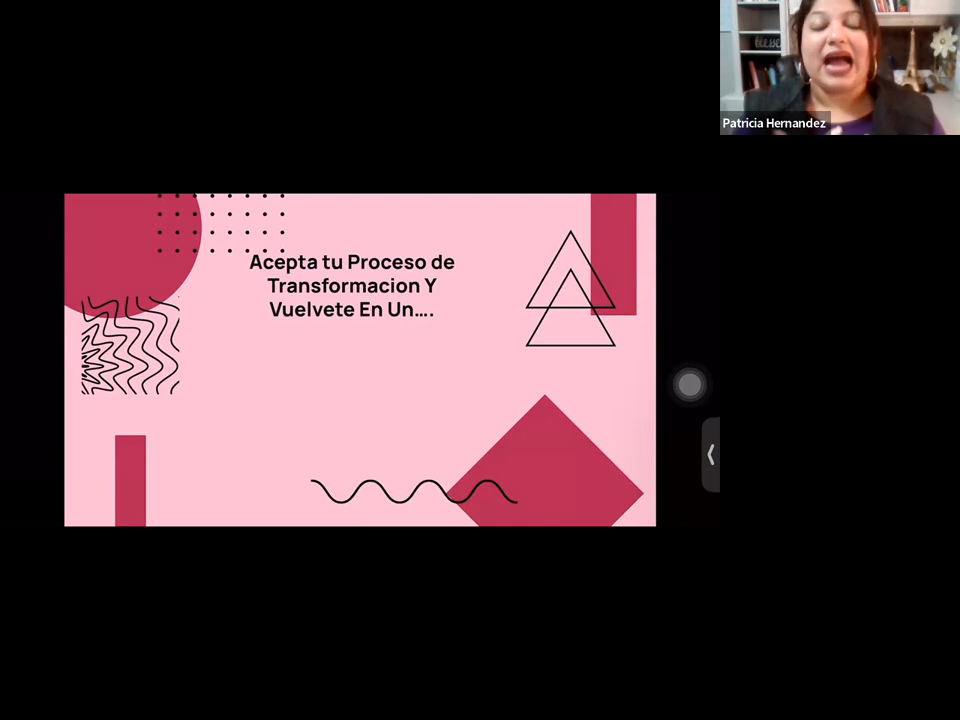 Patricia Hernandez
Acepta tu Proceso de
Transformacion Y
Vuelvete En Un....